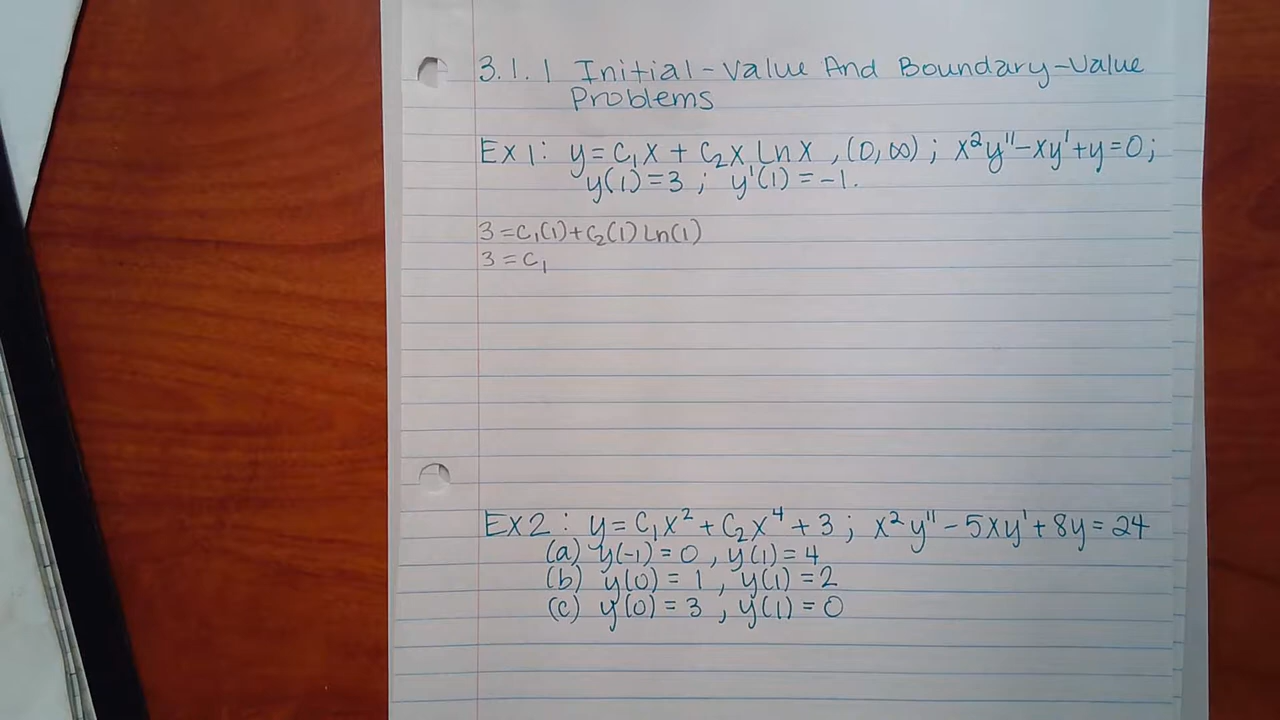 3.1.1 Initial-Value And Boundary-Value
Problems
Ex 1: y = c₁x + c₂x Ln x , (0, ∞) ; x²y'' - xy' + y = 0 ;
y(1) = 3 ; y'(1) = -1.
3 = c₁(1) + c₂(1) Ln(1)
3 = c₁
Ex 2 : y = c₁x² + c₂x⁴ + 3 ; x²y'' - 5xy' + 8y = 24
(a) y(-1) = 0 , y(1) = 4
(b) y(0) = 1 , y(1) = 2
(c) y(0) = 3 , y(1) = 0